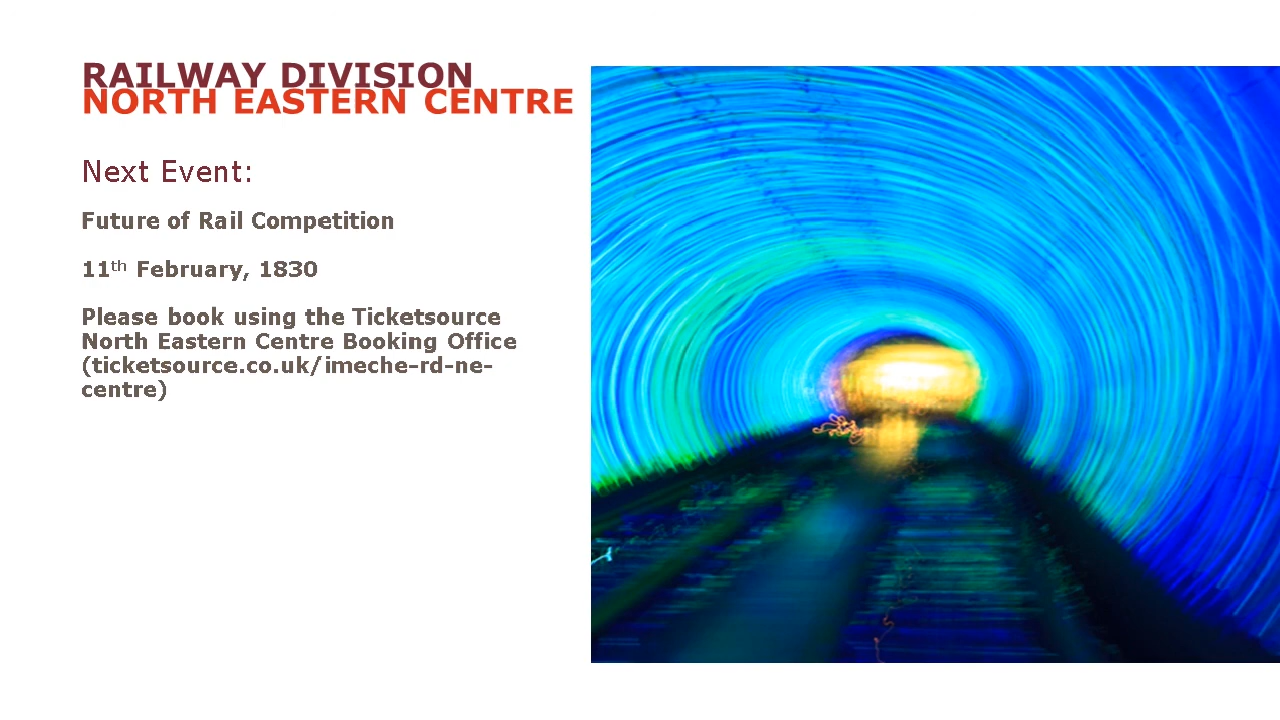 RAILWAY DIVISION
NORTH EASTERN CENTRE
Next Event:
Future of Rail Competition
11th February, 1830
Please book using the Ticketsource
North Eastern Centre Booking Office
(ticketsource.co.uk/imeche-rd-ne-
centre)